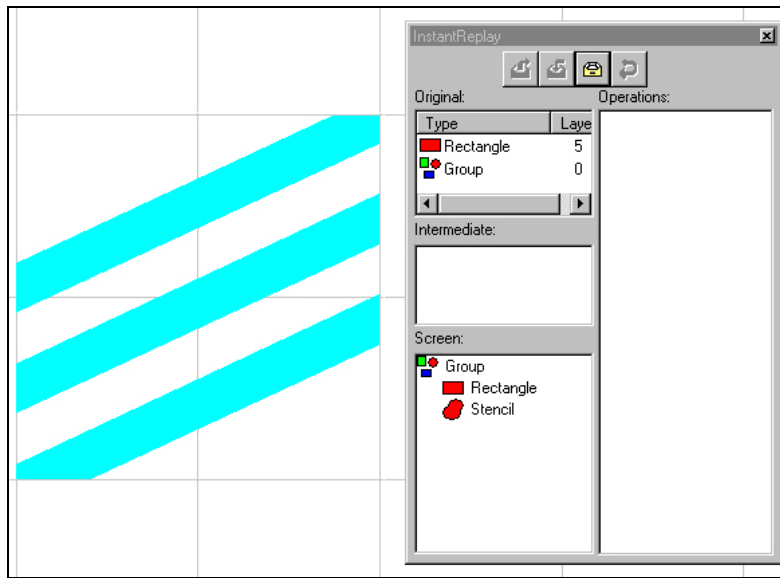 InstantReplay
Original:
Operations:
Type Laye
Rectangle 5
Group 0
Intermediate:
Screen:
Group
Rectangle
Stencil